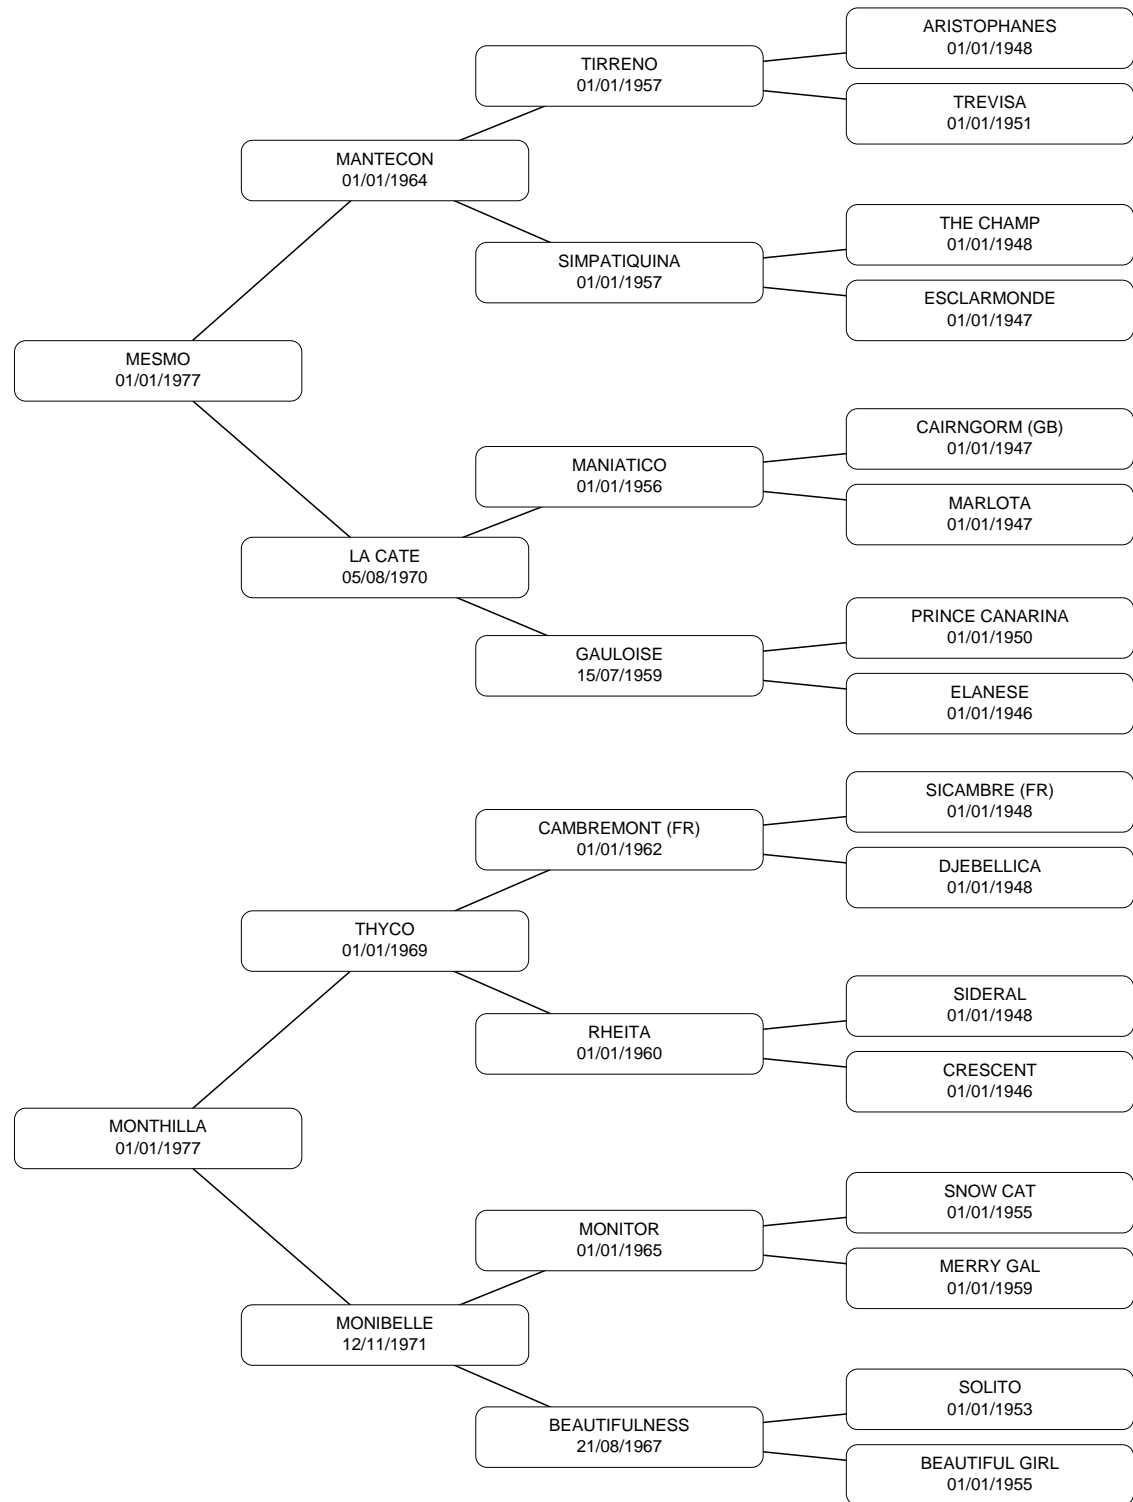 ARISTOPHANES
01/01/1948
TIRRENO
01/01/1957
TREVISA
01/01/1951
MANTECON
01/01/1964
THE CHAMP
01/01/1948
SIMPATIQUINA
01/01/1957
ESCLARMONDE
01/01/1947
MESMO
01/01/1977
CAIRNGORM (GB)
01/01/1947
MANIATICO
01/01/1956
MARLOTA
01/01/1947
LA CATE
05/08/1970
PRINCE CANARINA
01/01/1950
GAULOISE
15/07/1959
ELANESE
01/01/1946
SICAMBRE (FR)
01/01/1948
CAMBREMONT (FR)
01/01/1962
DJEBELLICA
01/01/1948
THYCO
01/01/1969
SIDERAL
01/01/1948
RHEITA
01/01/1960
CRESCENT
01/01/1946
MONTHILLA
01/01/1977
SNOW CAT
01/01/1955
MONITOR
01/01/1965
MERRY GAL
01/01/1959
MONIBELLE
12/11/1971
SOLITO
01/01/1953
BEAUTIFULNESS
21/08/1967
BEAUTIFUL GIRL
01/01/1955